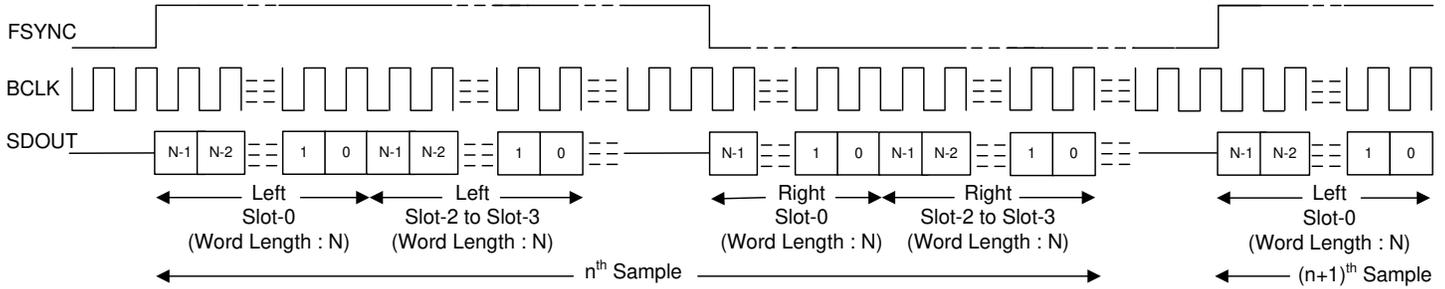 FSYNC
BCLK
SDOUT
N-1 N-2 1 0 N-1 N-2 1 0 N-1 1 0 N-1 N-2 1 0 N-1 N-2 1 0
Left Left Right Right Left
Slot-0 Slot-2 to Slot-3 Slot-0 Slot-2 to Slot-3 Slot-0
(Word Length : N) (Word Length : N) (Word Length : N) (Word Length : N) (Word Length : N)
nth Sample (n+1)th Sample